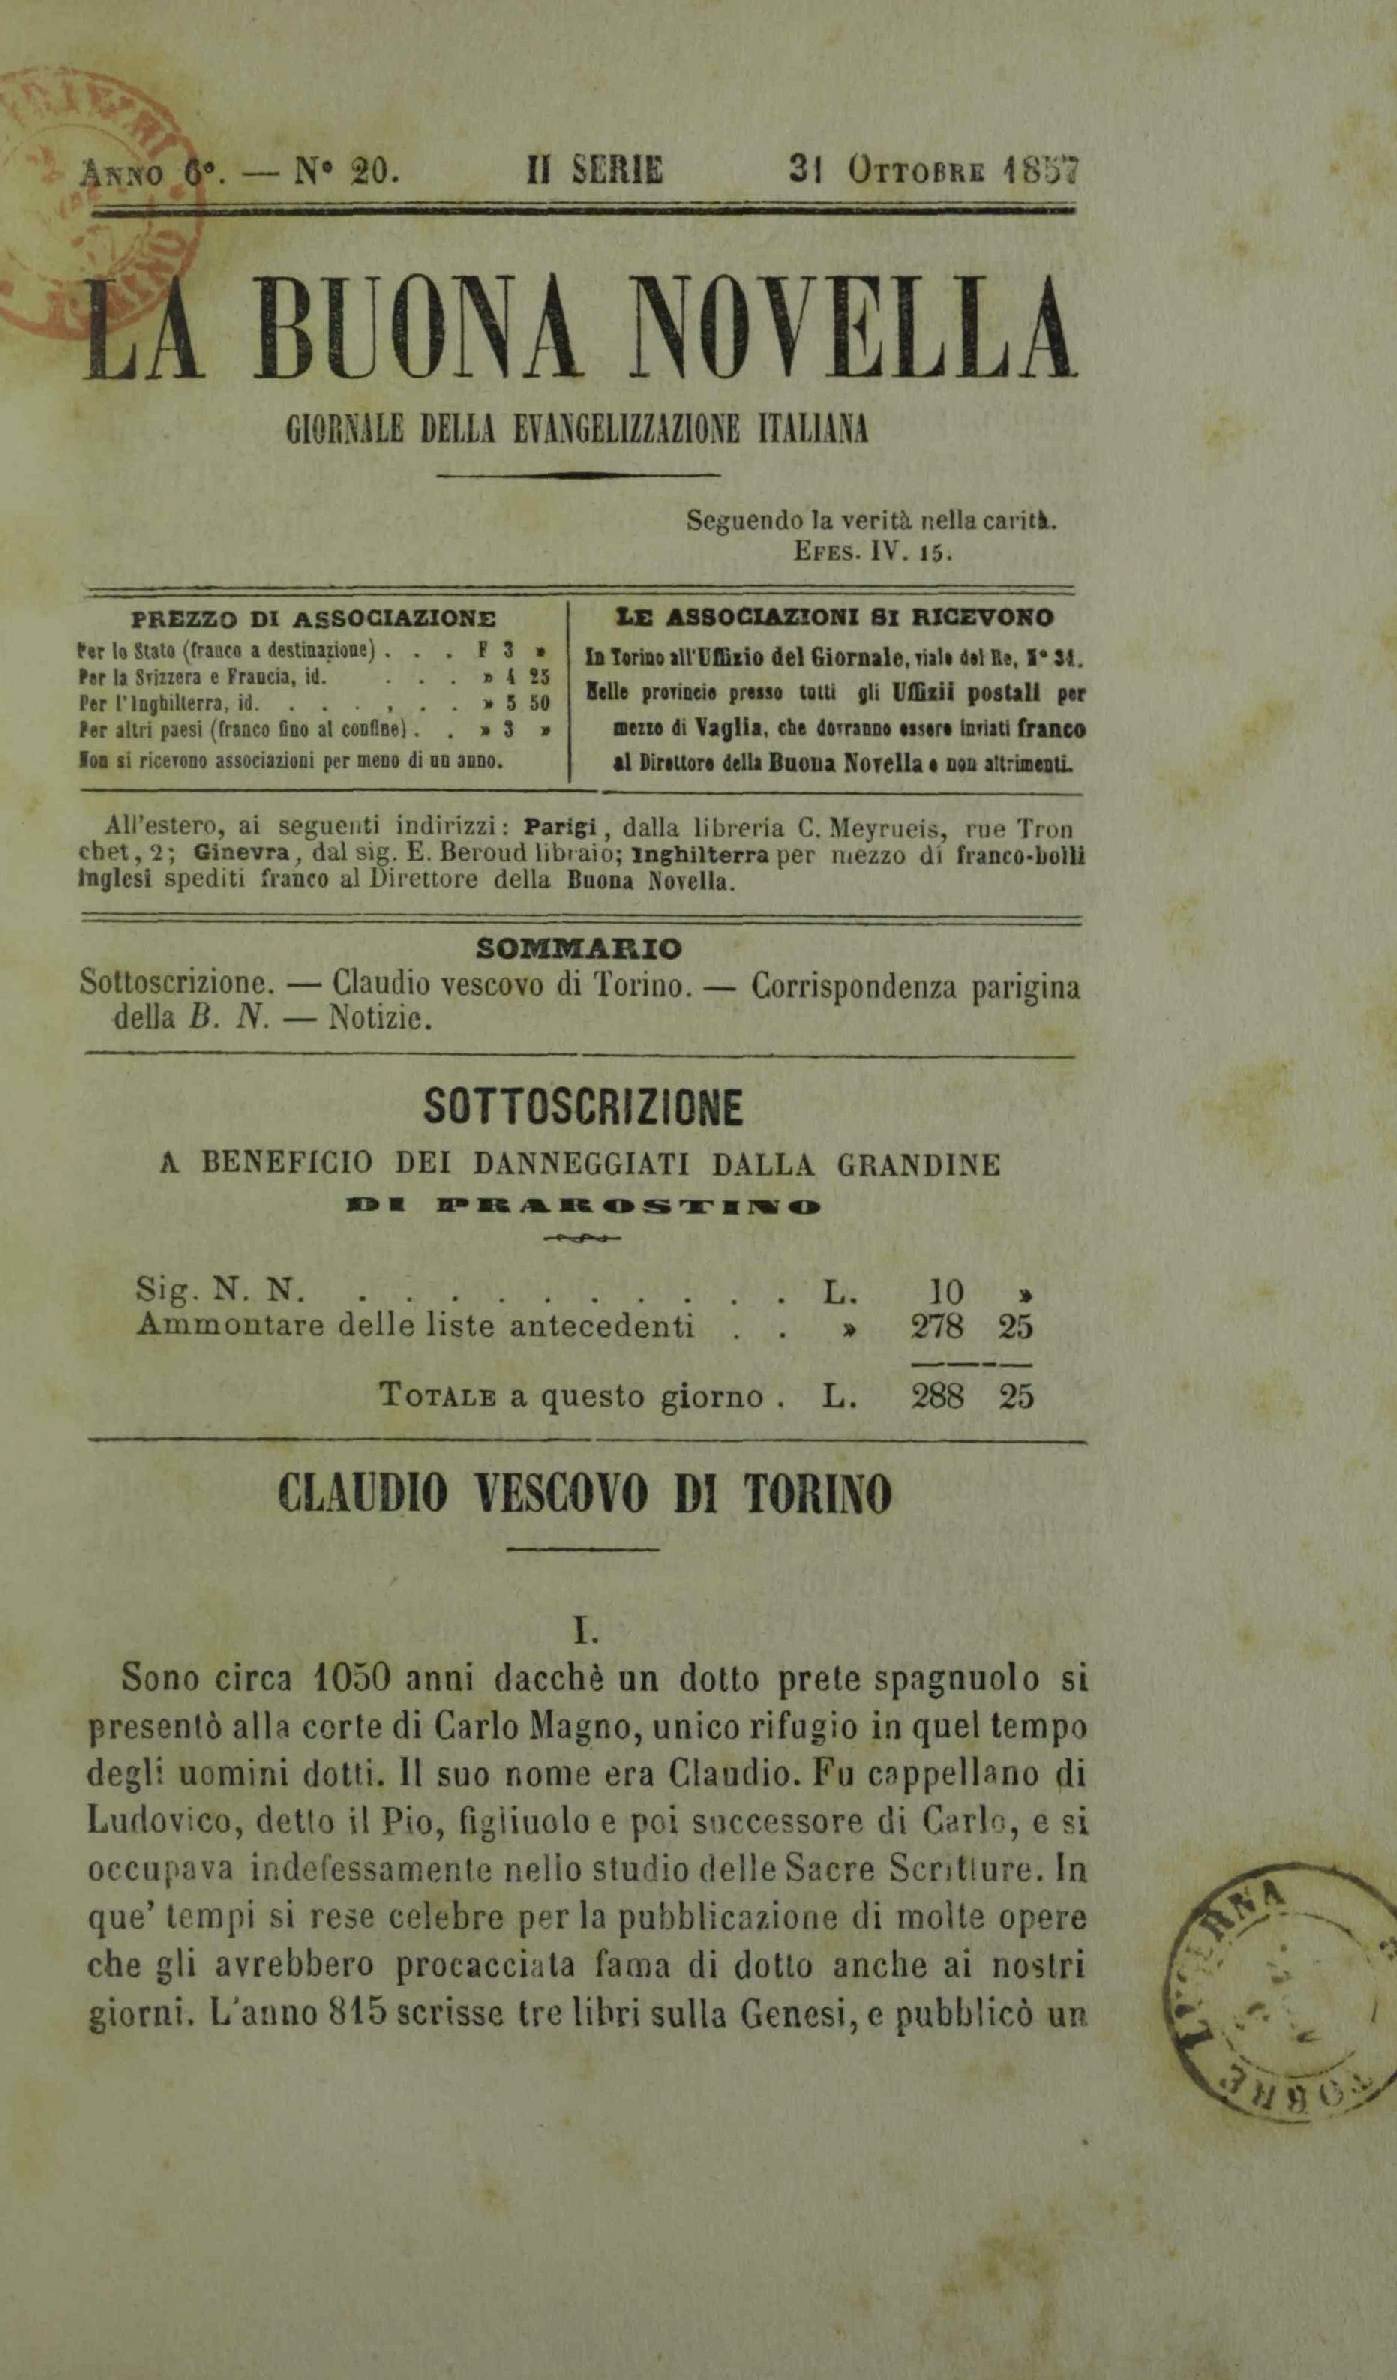 ANNO 6º. — Nº 20. II SERIE 31 OTTOBRE 1857
LA BUONA NOVELLA
GIORNALE DELLA EVANGELIZZAZIONE ITALIANA
Seguendo la verità nella carità.
EFES. IV. 15.
PREZZO DI ASSOCIAZIONE
Per lo Stato (franco a destinazione) . . . F 3 »
Per la Svizzera e Francia, id. . . . » 4 25
Per l'Inghilterra, id. . . . , . . » 5 50
Per altri paesi (franco fino al confine) . . » 3 »
Non si ricevono associazioni per meno di un anno.
LE ASSOCIAZIONI SI RICEVONO
In Torino all'Uffizio del Giornale, viale del Re, Nº 31.
Nelle provincie presso tutti gli Uffizii postali per
mezzo di Vaglia, che dovranno essere inviati franco
al Direttore della Buona Novella e non altrimenti.
All'estero, ai seguenti indirizzi: Parigi, dalla libreria C. Meyrueis, rue Tron
chet, 2; Ginevra, dal sig. E. Beroud libraio; Inghilterra per mezzo di franco-bolli
Inglesi spediti franco al Direttore della Buona Novella.
SOMMARIO
Sottoscrizione. — Claudio vescovo di Torino. — Corrispondenza parigina
della B. N. — Notizie.
SOTTOSCRIZIONE
A BENEFICIO DEI DANNEGGIATI DALLA GRANDINE
DI PRAROSTINO
Sig. N. N. . . . . . . . . . . L. 10 »
Ammontare delle liste antecedenti . . » 278 25
TOTALE a questo giorno . L. 288 25
CLAUDIO VESCOVO DI TORINO
I.
Sono circa 1050 anni dacchè un dotto prete spagnuolo si
presentò alla corte di Carlo Magno, unico rifugio in quel tempo
degli uomini dotti. Il suo nome era Claudio. Fu cappellano di
Ludovico, detto il Pio, figliuolo e poi successore di Carlo, e si
occupava indefessamente nello studio delle Sacre Scritture. In
que' tempi si rese celebre per la pubblicazione di molte opere
che gli avrebbero procacciata fama di dotto anche ai nostri
giorni. L'anno 815 scrisse tre libri sulla Genesi, e pubblicò un